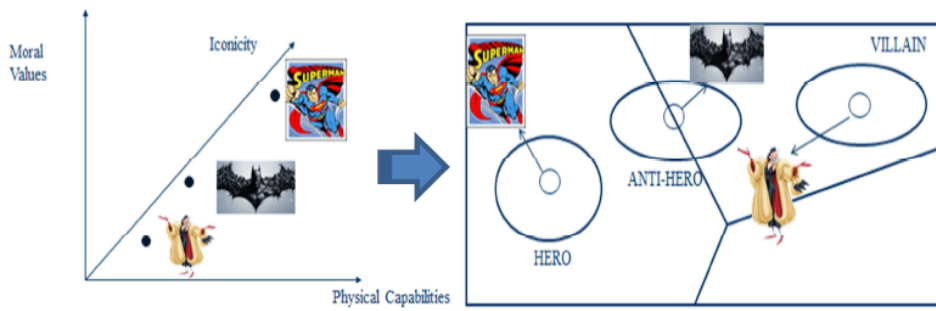 Moral
Values
Iconicity
SUPERMAN
Physical Capabilities
SUPERMAN
VILLAIN
ANTI-HERO
HERO